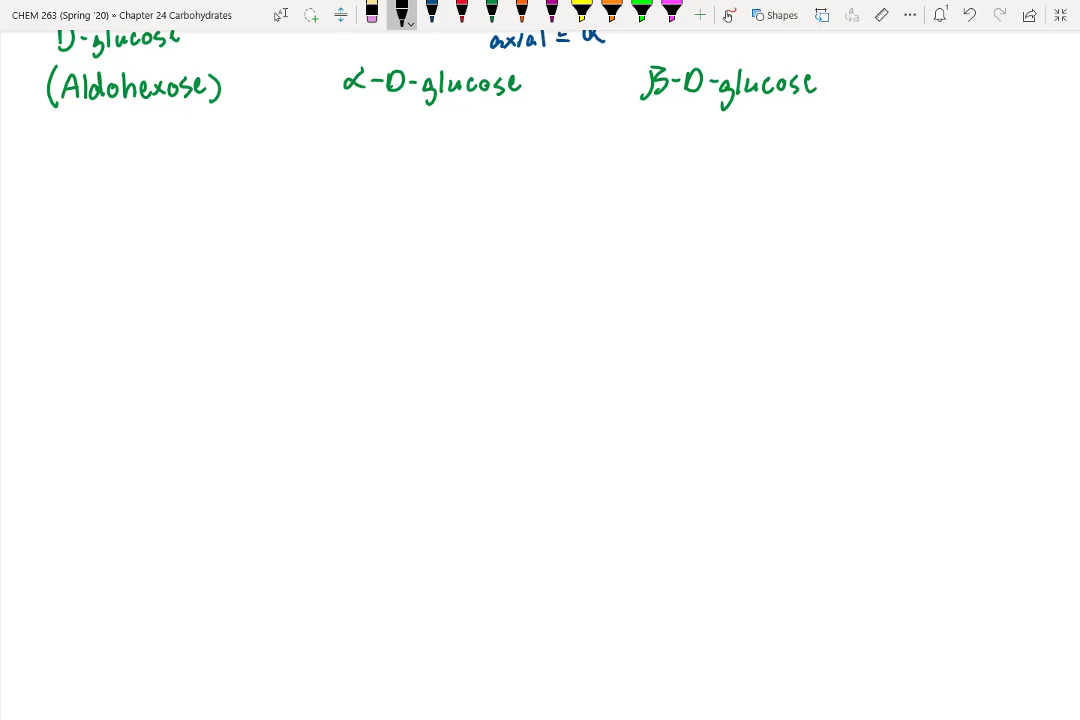 CHEM 263 (Spring '20) » Chapter 24 Carbohydrates
Shapes
D-glucose axial = α
(Aldohexose) α-D-glucose β-D-glucose